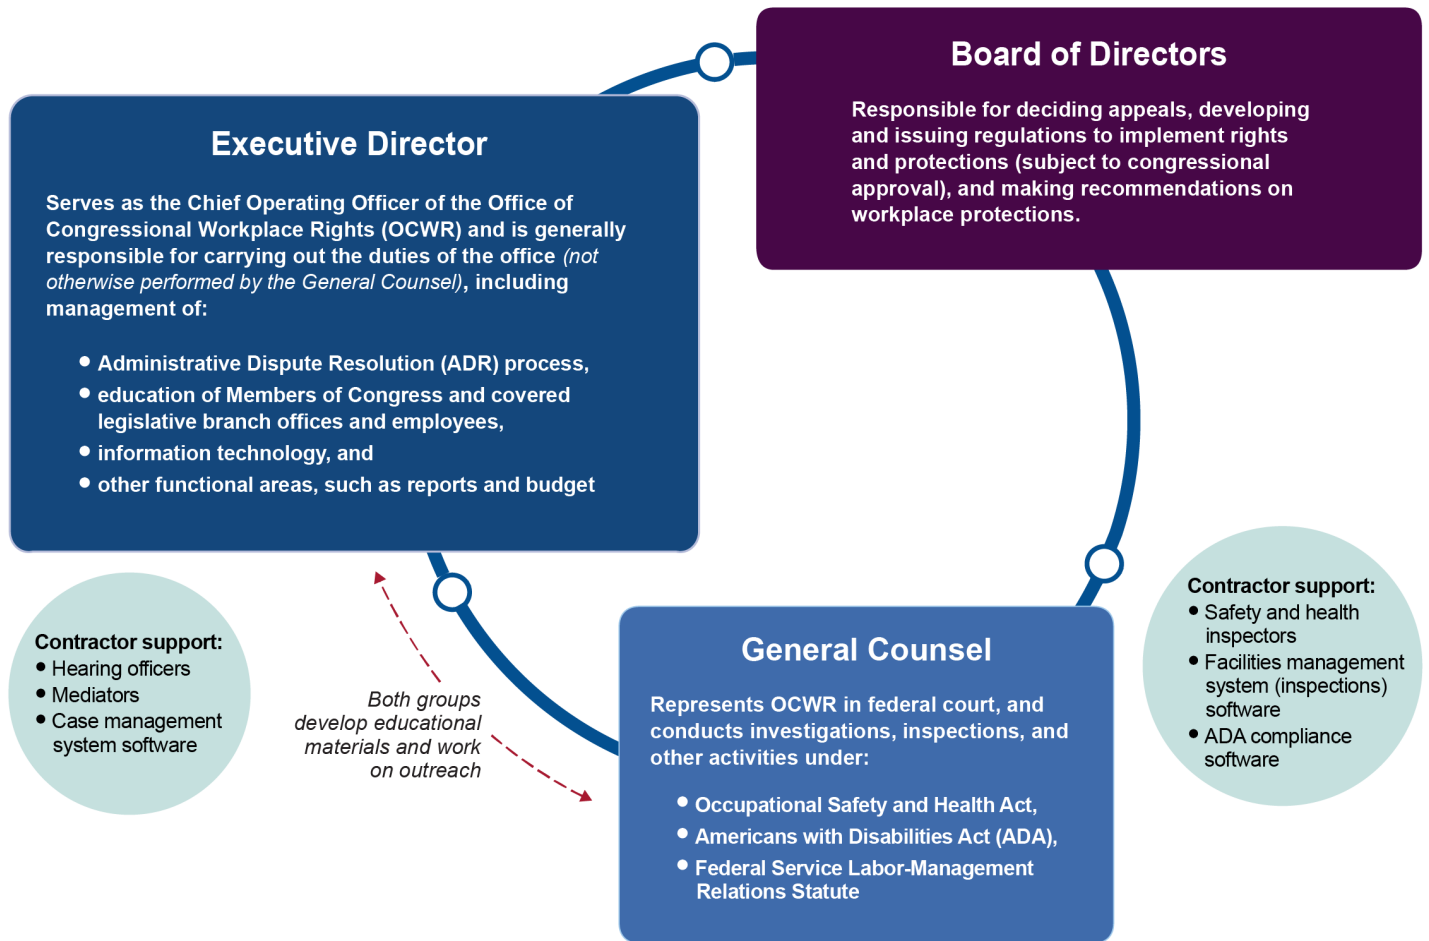 Board of Directors
Responsible for deciding appeals, developing
and issuing regulations to implement rights
and protections (subject to congressional
approval), and making recommendations on
workplace protections.
Executive Director
Serves as the Chief Operating Officer of the Office of
Congressional Workplace Rights (OCWR) and is generally
responsible for carrying out the duties of the office (not
otherwise performed by the General Counsel), including
management of:
• Administrative Dispute Resolution (ADR) process,
• education of Members of Congress and covered
legislative branch offices and employees,
• information technology, and
• other functional areas, such as reports and budget
Contractor support:
• Hearing officers
• Mediators
• Case management
system software
Both groups
develop educational
materials and work
on outreach
General Counsel
Represents OCWR in federal court, and
conducts investigations, inspections, and
other activities under:
• Occupational Safety and Health Act,
• Americans with Disabilities Act (ADA),
• Federal Service Labor-Management
Relations Statute
Contractor support:
• Safety and health
inspectors
• Facilities management
system (inspections)
software
• ADA compliance
software